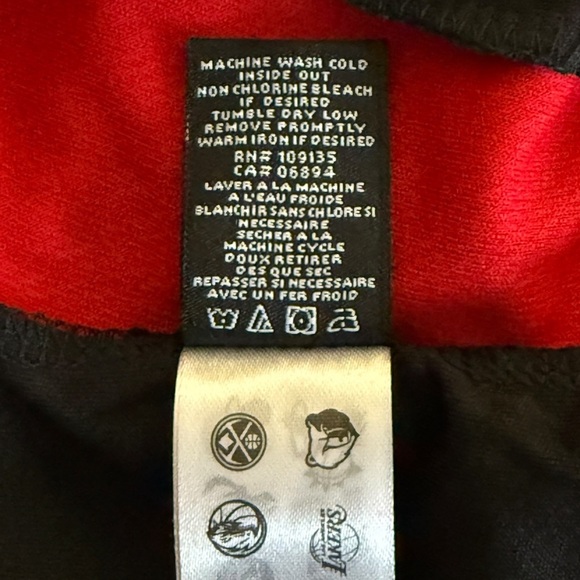 MACHINE WASH COLD
INSIDE OUT
NON CHLORINE BLEACH
IF DESIRED
TUMBLE DRY LOW
REMOVE PROMPTLY
WARM IRON IF DESIRED
RN# 109135
CA# 06894
LAVER A LA MACHINE
A L'EAU FROIDE
BLANCHIR SANS CHLORE SI
NECESSAIRE
SECHER A LA
MACHINE CYCLE
DOUX RETIRER
DES QUE SEC
REPASSER SI NECESSAIRE
AVEC UN FER FROID
LAKERS